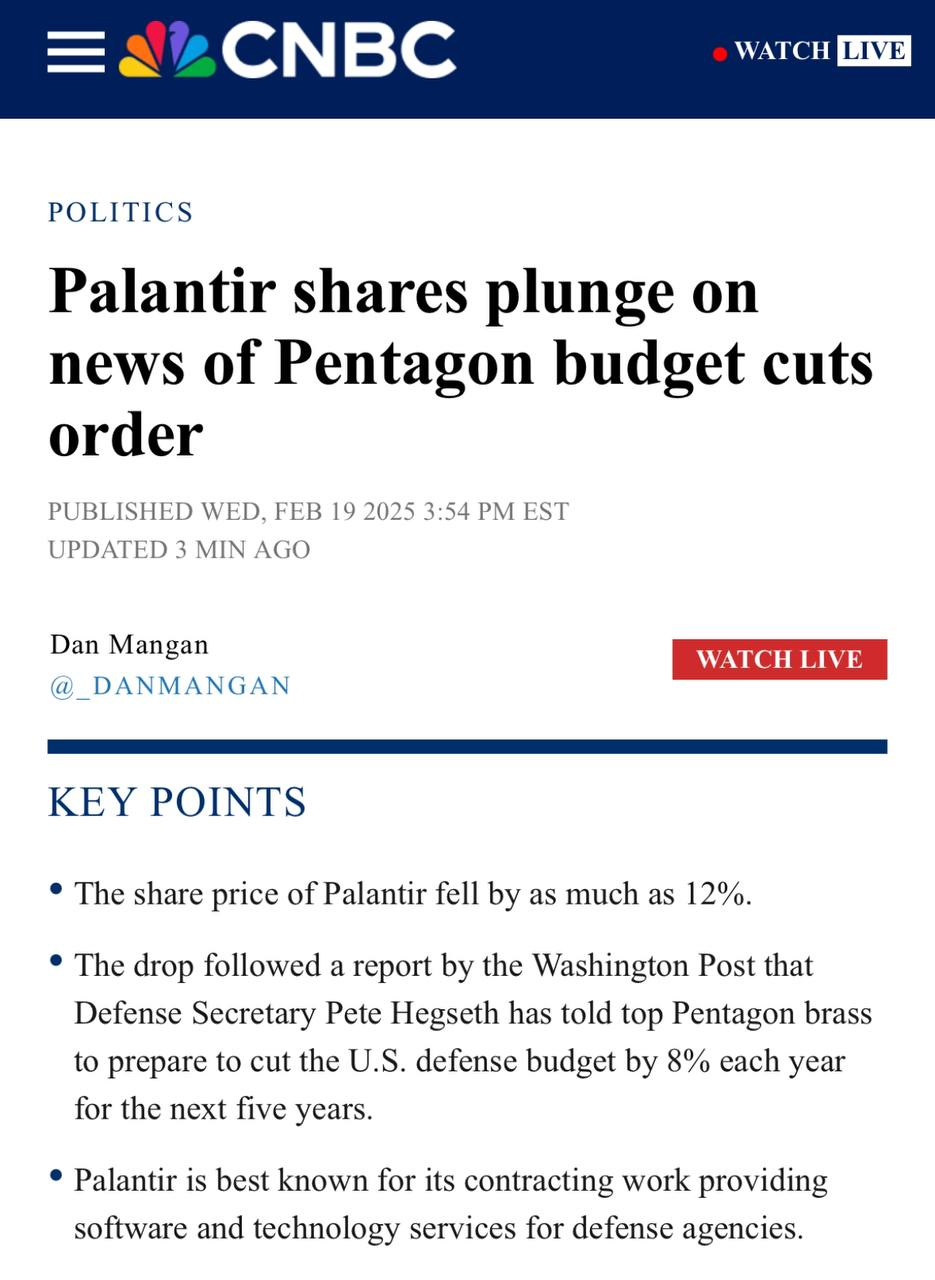 CNBC
WATCH LIVE
POLITICS
Palantir shares plunge on
news of Pentagon budget cuts
order
PUBLISHED WED, FEB 19 2025 3:54 PM EST
UPDATED 3 MIN AGO
Dan Mangan
@_DANMANGAN
WATCH LIVE
KEY POINTS
• The share price of Palantir fell by as much as 12%.
• The drop followed a report by the Washington Post that
Defense Secretary Pete Hegseth has told top Pentagon brass
to prepare to cut the U.S. defense budget by 8% each year
for the next five years.
• Palantir is best known for its contracting work providing
software and technology services for defense agencies.